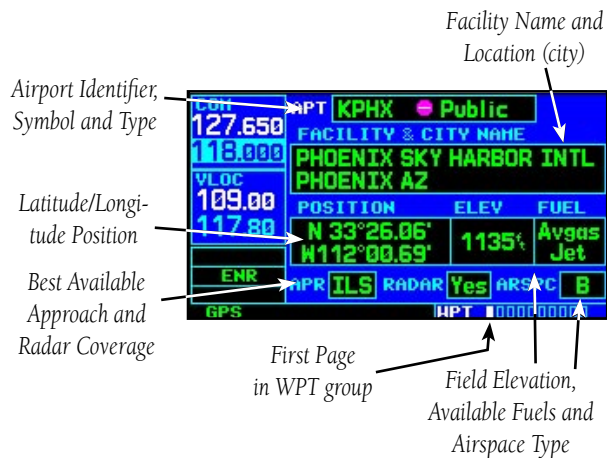 Facility Name and
Location (city)
Airport Identifier,
Symbol and Type
Latitude/Longi-
tude Position
Best Available
Approach and
Radar Coverage
COM
127.650
118.000
VLOC
109.00
117.80
ENR
GPS
APT KPHX Public
FACILITY & CITY NAME
PHOENIX SKY HARBOR INTL
PHOENIX AZ
POSITION ELEV FUEL
N 33°26.06'
W112°00.69'
1135ft
Avgas
Jet
APR ILS RADAR Yes ARSPC B
WPT
First Page
in WPT group
Field Elevation,
Available Fuels and
Airspace Type